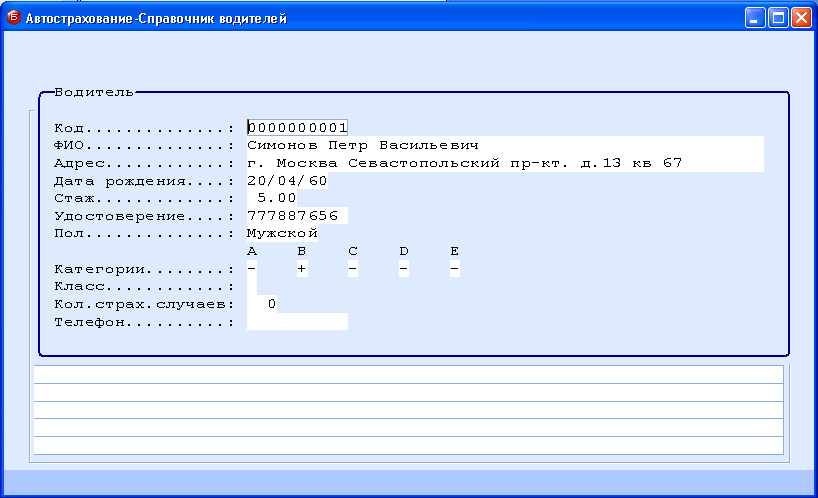 Автострахование-Справочник водителей
Водитель
Код..............: 0000000001
ФИО..............: Симонов Петр Васильевич
Адрес............: г. Москва Севастопольский пр-кт. д.13 кв 67
Дата рождения....: 20/04/60
Стаж.............: 5.00
Удостоверение....: 777887656
Пол..............: Мужской
A B C D E
Категории........: - + - - -
Класс............:
Кол.страх.случаев: 0
Телефон..........: